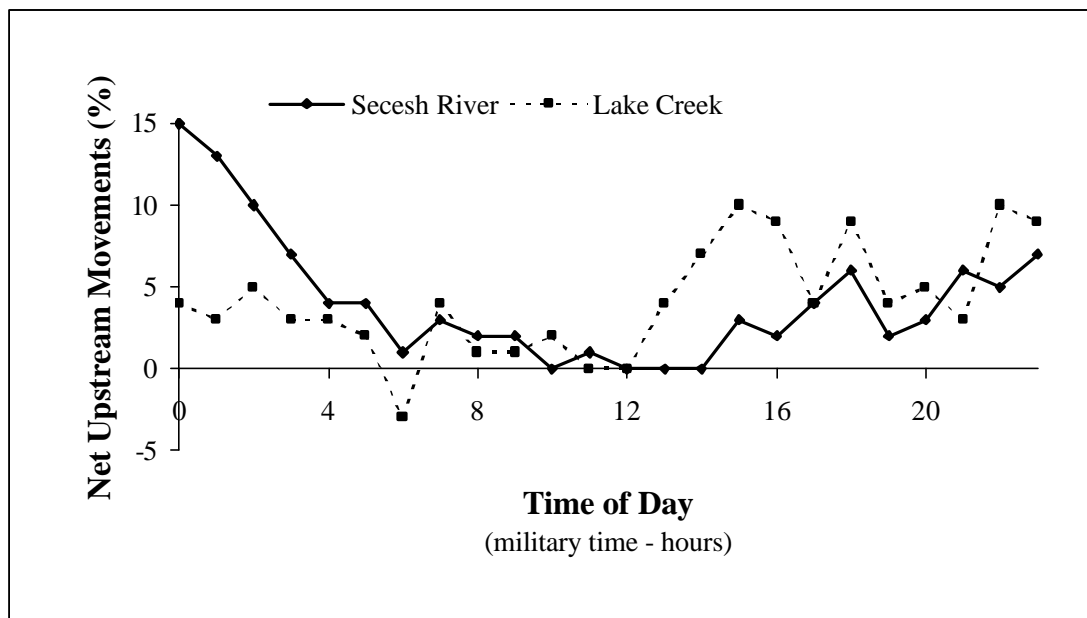 Secesh River Lake Creek
Net Upstream Movements (%)
15
10
5
0
-5
0 4 8 12 16 20
Time of Day
(military time - hours)